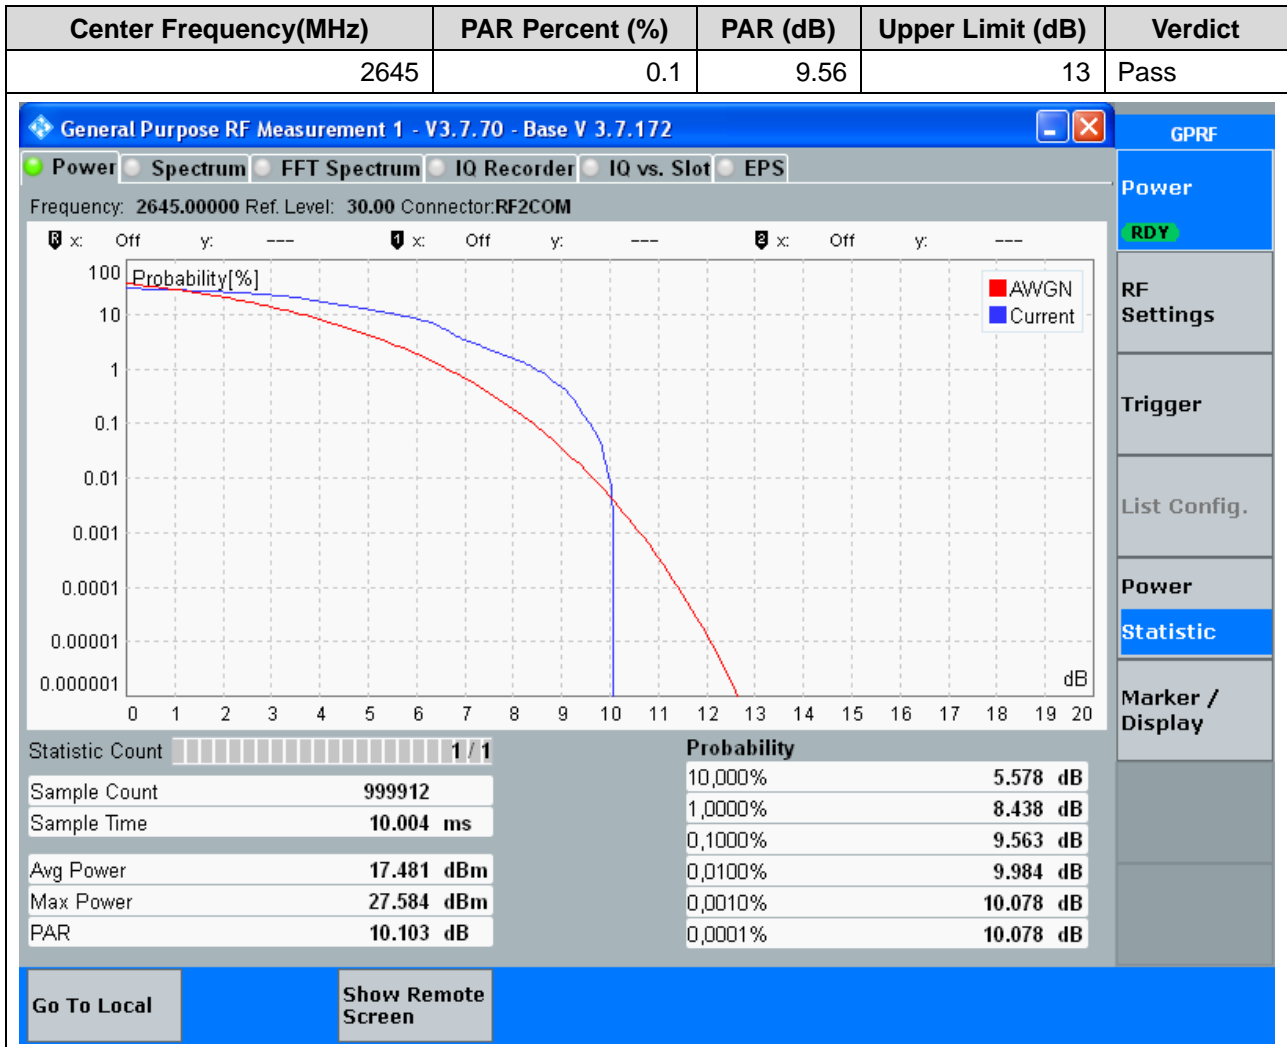 Center Frequency(MHz) PAR Percent (%) PAR (dB) Upper Limit (dB) Verdict
2645 0.1 9.56 13 Pass
General Purpose RF Measurement 1 - V3.7.70 - Base V 3.7.172
GPRF
Power Spectrum FFT Spectrum IQ Recorder IQ vs. Slot EPS
Power
RDY
Frequency: 2645.00000 Ref. Level: 30.00 Connector:RF2COM
R x: Off y: --- 1 x: Off y: --- 2 x: Off y: ---
Probability[%]
AWGN
Current
100
10
1
0.1
0.01
0.001
0.0001
0.00001
0.000001
dB
0 1 2 3 4 5 6 7 8 9 10 11 12 13 14 15 16 17 18 19 20
RF
Settings
Trigger
List Config.
Power
Statistic
Marker /
Display
Statistic Count 1 / 1
Sample Count 999912
Sample Time 10.004 ms
Avg Power 17.481 dBm
Max Power 27.584 dBm
PAR 10.103 dB
Probability
10,000% 5.578 dB
1,0000% 8.438 dB
0,1000% 9.563 dB
0,0100% 9.984 dB
0,0010% 10.078 dB
0,0001% 10.078 dB
Go To Local
Show Remote
Screen